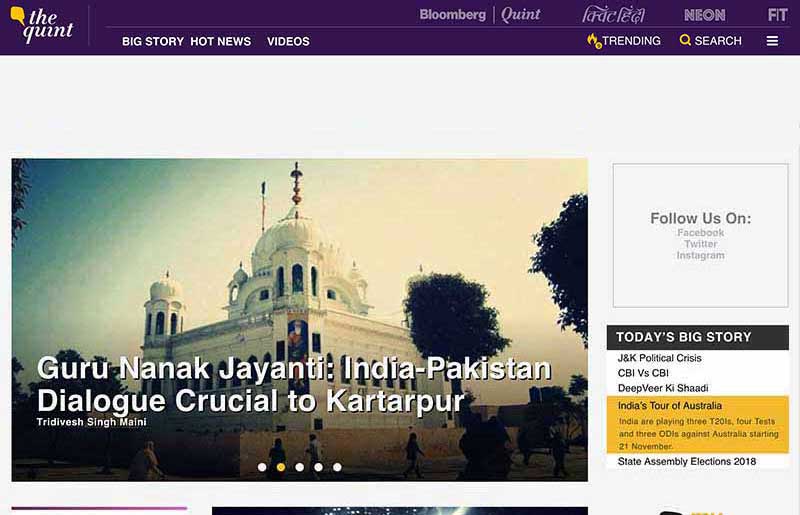 the
quint
Bloomberg | Quint
क्विंट हिंदी
NEON
FIT
BIG STORY HOT NEWS VIDEOS
TRENDING
SEARCH
Guru Nanak Jayanti: India-Pakistan
Dialogue Crucial to Kartarpur
Tridivesh Singh Maini
Follow Us On:
Facebook
Twitter
Instagram
TODAY'S BIG STORY
J&K Political Crisis
CBI Vs CBI
DeepVeer Ki Shaadi
India's Tour of Australia
India are playing three T20Is, four Tests
and three ODIs against Australia starting
21 November.
State Assembly Elections 2018